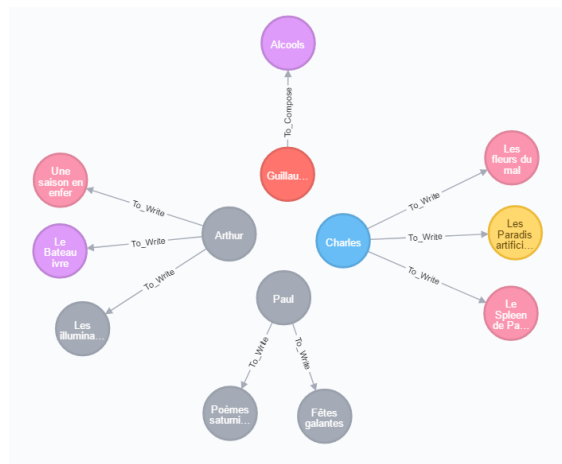 Alcools
To_Compose
Guillau...
Une
saison en
enfer
To_Write
Le
Bateau
ivre
To_Write
Arthur
To_Write
Les
illumina...
Charles
To_Write
Les
fleurs du
mal
To_Write
Les
Paradis
artifici...
To_Write
Le
Spleen
de Pa...
Paul
To_Write
To_Write
Poèmes
saturni...
Fêtes
galantes